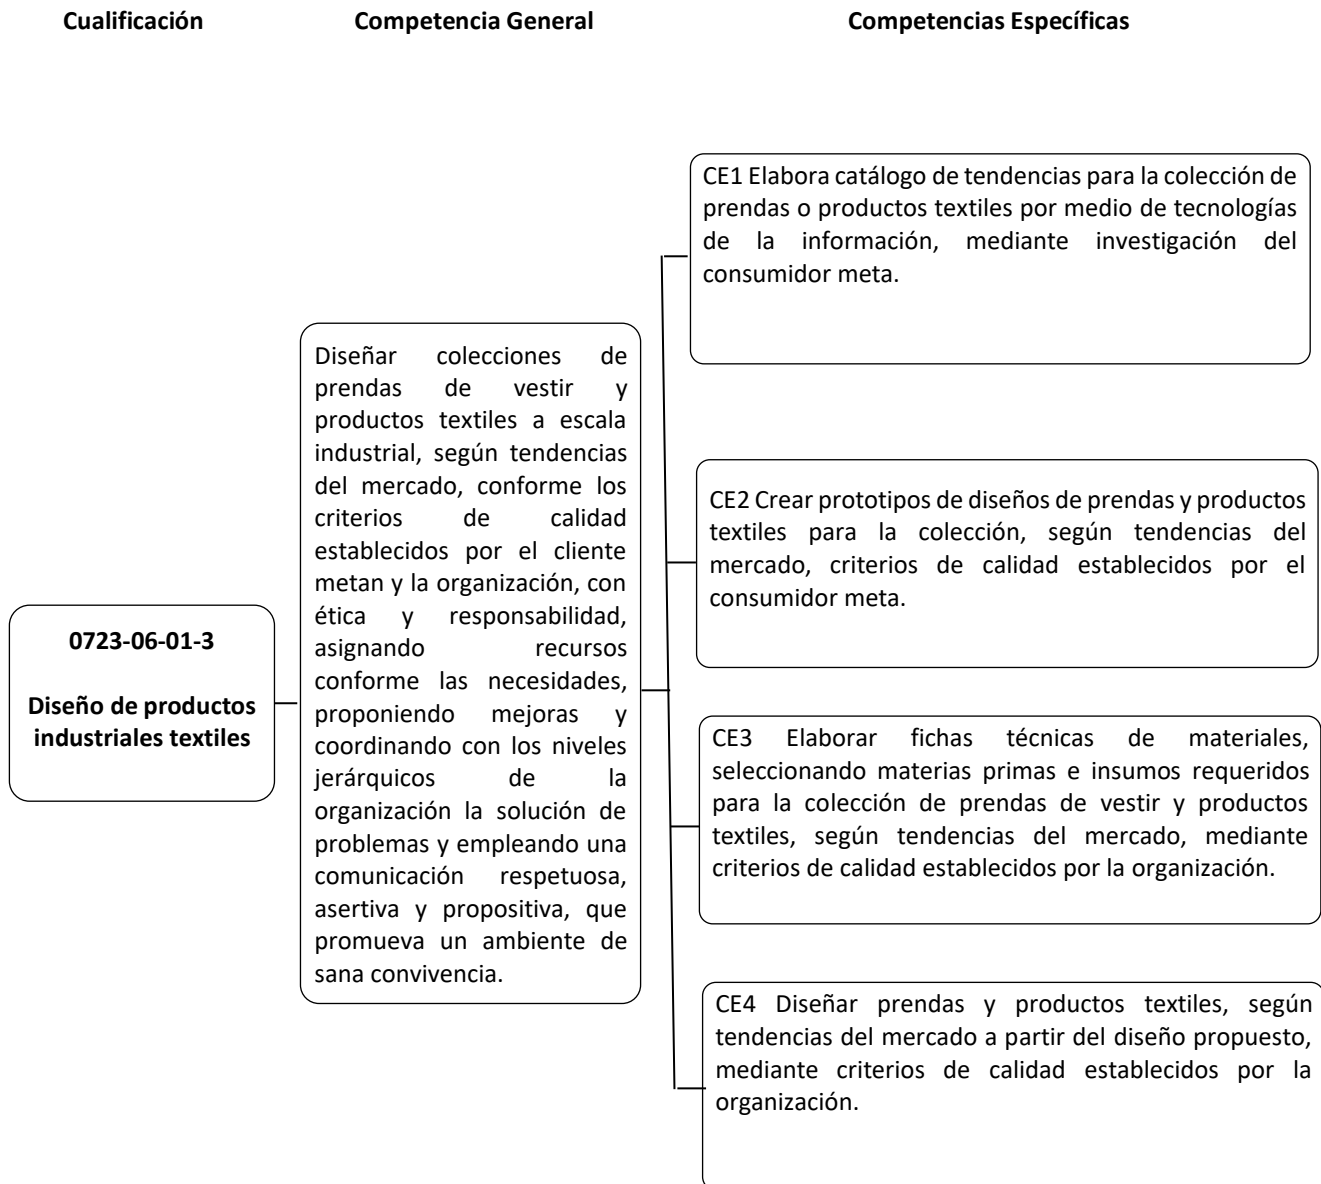 Cualificación
Competencia General
Competencias Específicas
0723-06-01-3
Diseño de productos
industriales textiles
Diseñar colecciones de
prendas de vestir y
productos textiles a escala
industrial, según tendencias
del mercado, conforme los
criterios de calidad
establecidos por el cliente
metan y la organización, con
ética y responsabilidad,
asignando recursos
conforme las necesidades,
proponiendo mejoras y
coordinando con los niveles
jerárquicos de la
organización la solución de
problemas y empleando una
comunicación respetuosa,
asertiva y propositiva, que
promueva un ambiente de
sana convivencia.
CE1 Elabora catálogo de tendencias para la colección de
prendas o productos textiles por medio de tecnologías
de la información, mediante investigación del
consumidor meta.
CE2 Crear prototipos de diseños de prendas y productos
textiles para la colección, según tendencias del
mercado, criterios de calidad establecidos por el
consumidor meta.
CE3 Elaborar fichas técnicas de materiales,
seleccionando materias primas e insumos requeridos
para la colección de prendas de vestir y productos
textiles, según tendencias del mercado, mediante
criterios de calidad establecidos por la organización.
CE4 Diseñar prendas y productos textiles, según
tendencias del mercado a partir del diseño propuesto,
mediante criterios de calidad establecidos por la
organización.